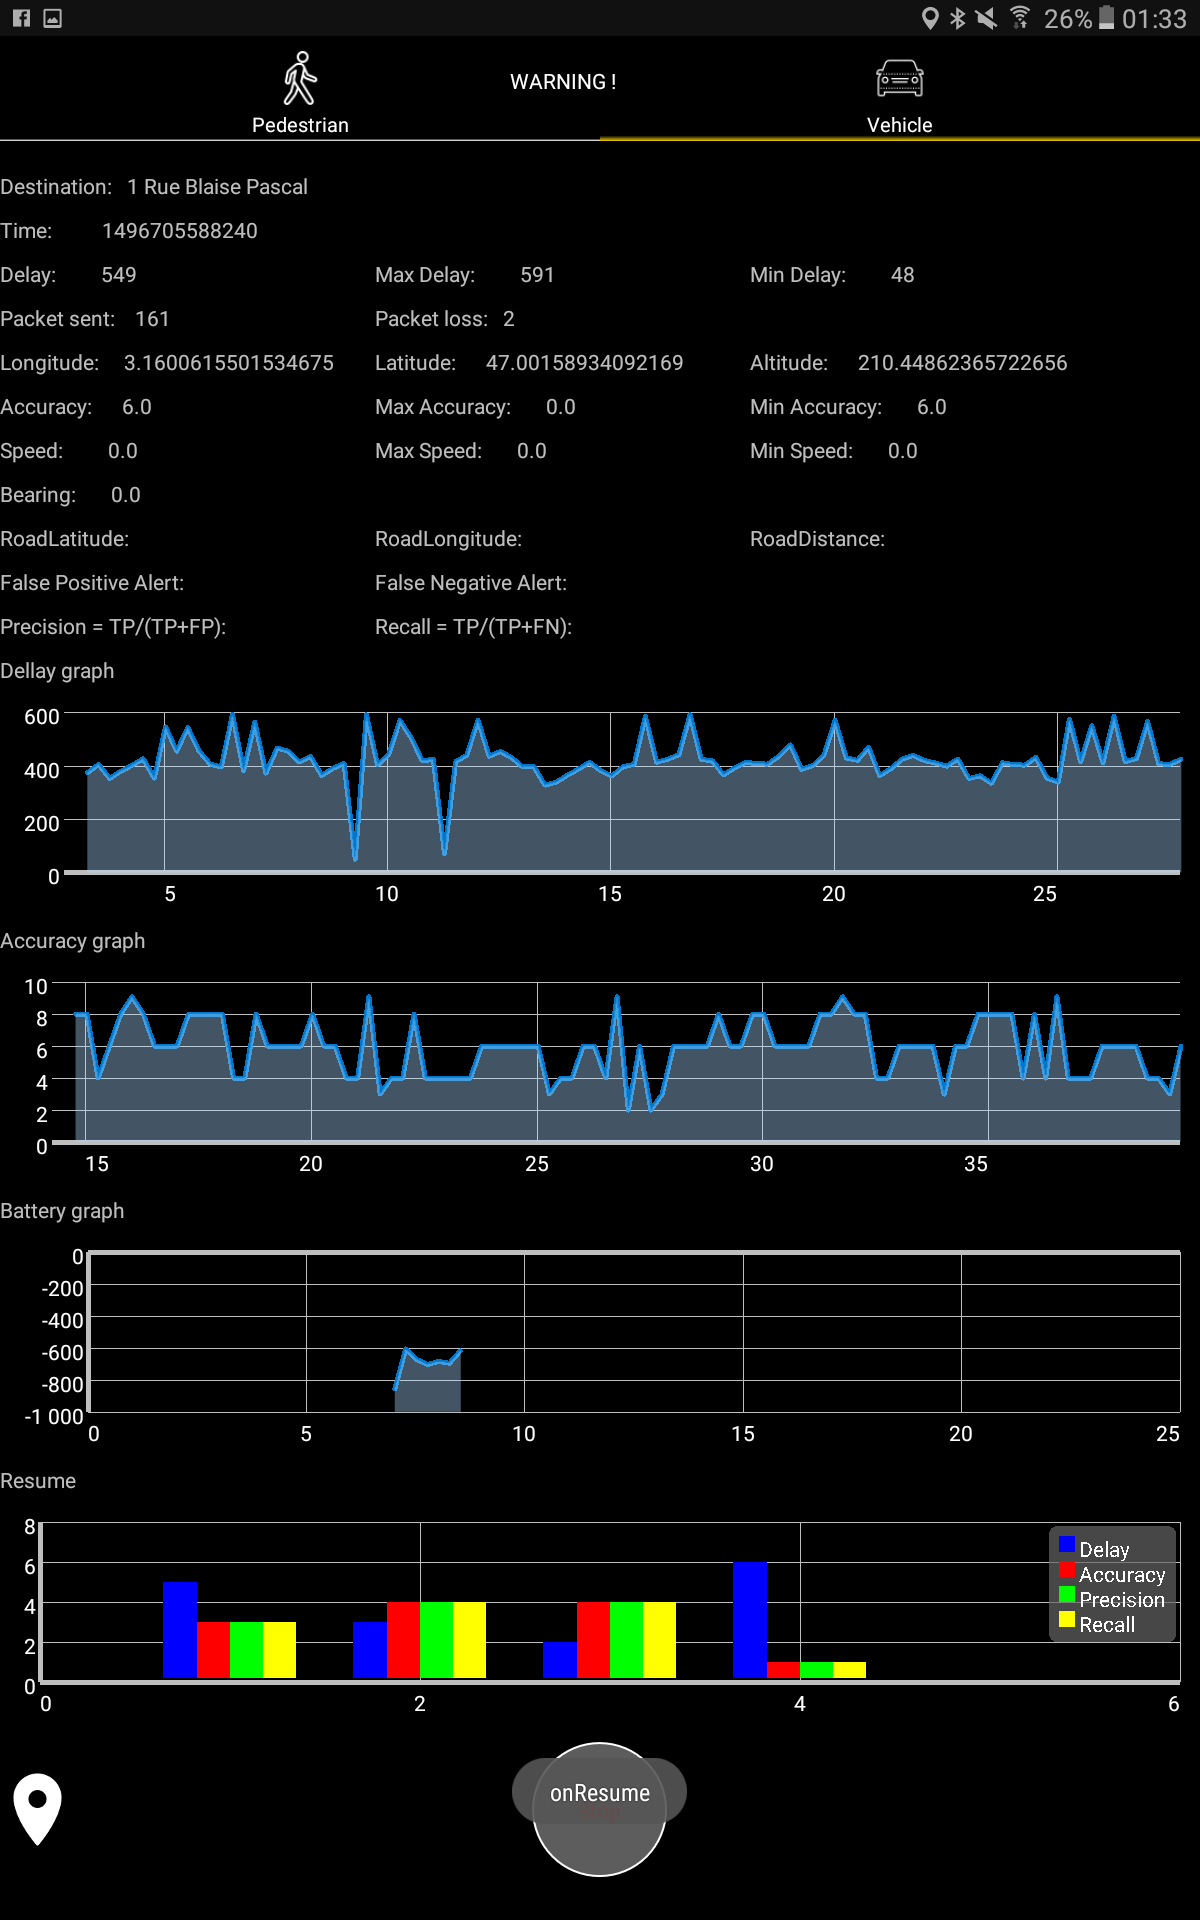 26% 01:33
WARNING !
Pedestrian Vehicle
Destination: 1 Rue Blaise Pascal
Time: 1496705588240
Delay: 549 Max Delay: 591 Min Delay: 48
Packet sent: 161 Packet loss: 2
Longitude: 3.1600615501534675 Latitude: 47.00158934092169 Altitude: 210.44862365722656
Accuracy: 6.0 Max Accuracy: 0.0 Min Accuracy: 6.0
Speed: 0.0 Max Speed: 0.0 Min Speed: 0.0
Bearing: 0.0
RoadLatitude: RoadLongitude: RoadDistance:
False Positive Alert: False Negative Alert:
Precision = TP/(TP+FP): Recall = TP/(TP+FN):
Dellay graph
600
400
200
0
5 10 15 20 25
Accuracy graph
10
8
6
4
2
0
15 20 25 30 35
Battery graph
0
-200
-400
-600
-800
-1 000
0 5 10 15 20 25
Resume
8
6
4
2
0
Delay
Accuracy
Precision
Recall
0 2 4 6
onResume